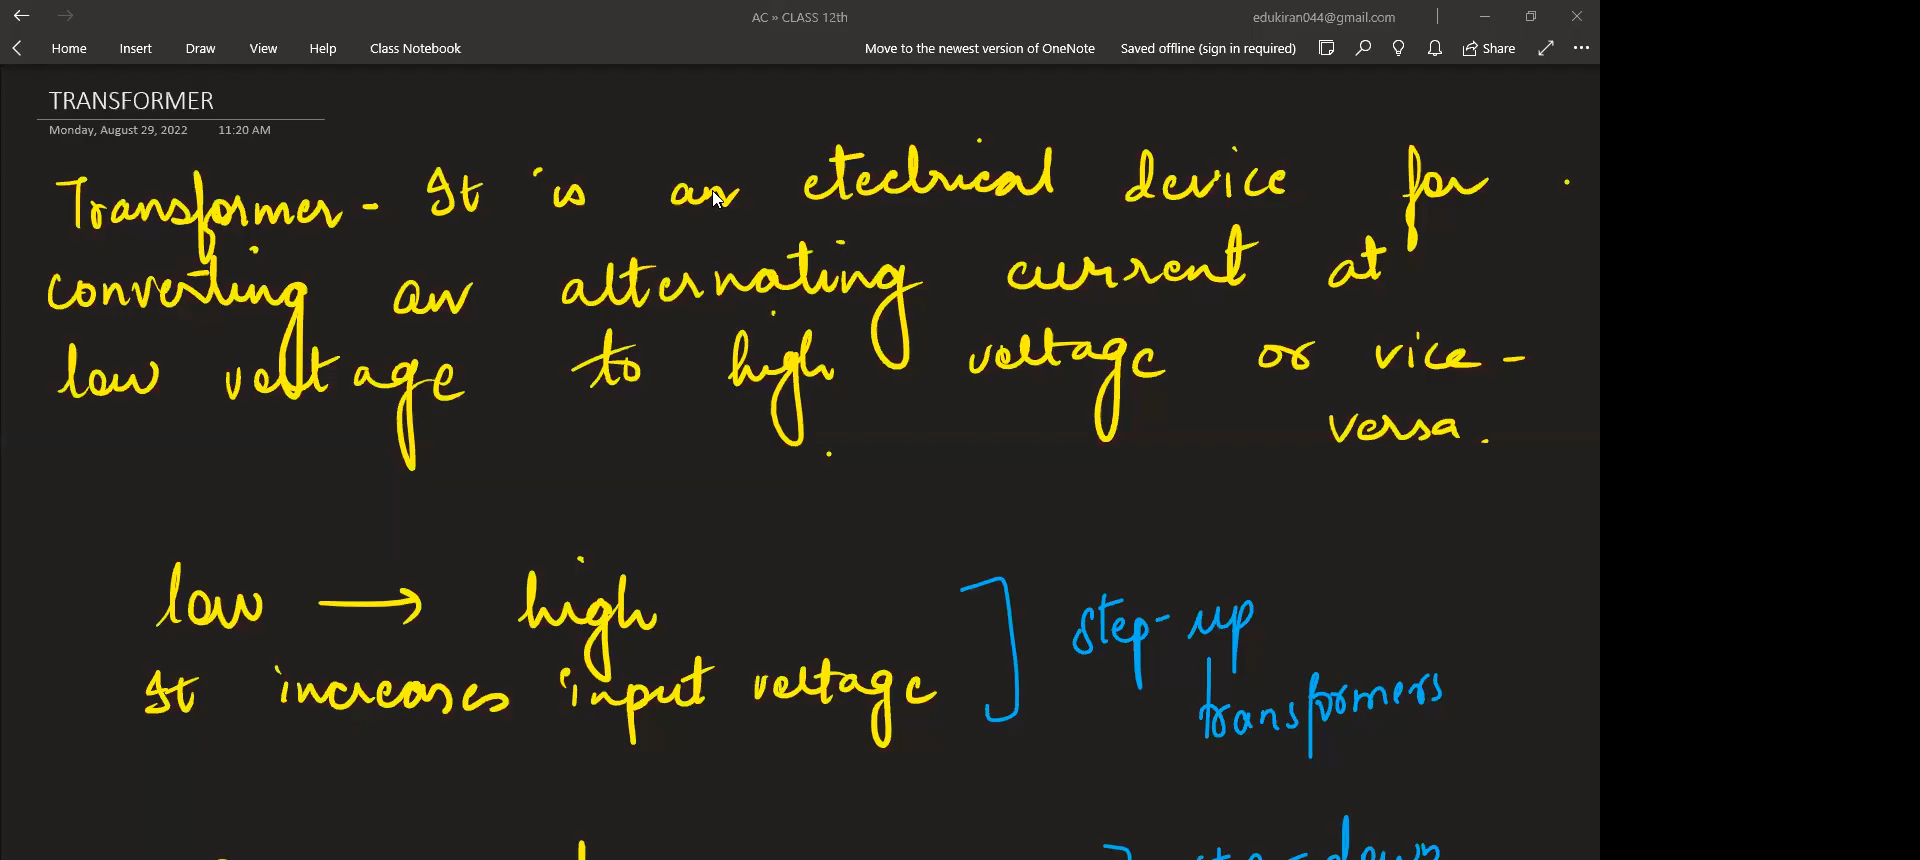 AC » CLASS 12th
edukiran044@gmail.com
Home Insert Draw View Help Class Notebook
Move to the newest version of OneNote Saved offline (sign in required) Share
TRANSFORMER
Monday, August 29, 2022 11:20 AM
Transformer - It is an electrical device for
converting an alternating current at
low voltage to high voltage or vice -
versa.
low → high
It increases input voltage
step-up
transformers
step-down